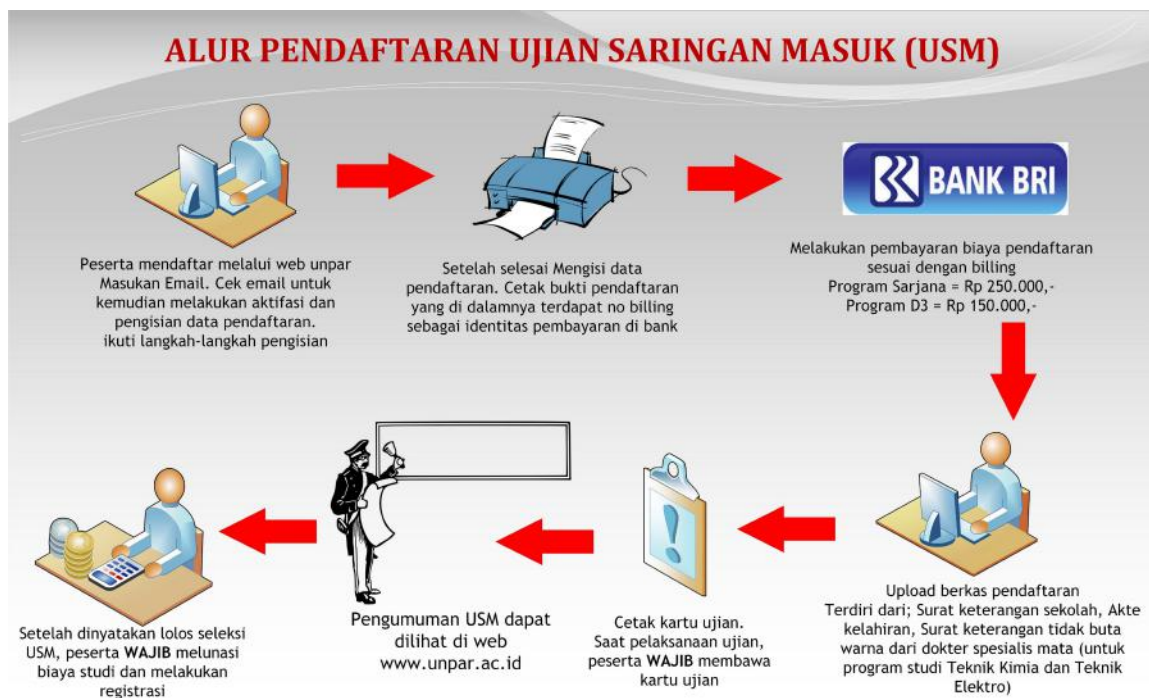 ALUR PENDAFTARAN UJIAN SARINGAN MASUK (USM)
Peserta mendaftar melalui web unpar
Masukan Email. Cek email untuk
kemudian melakukan aktifasi dan
pengisian data pendaftaran.
ikuti langkah-langkah pengisian
Setelah selesai Mengisi data
pendaftaran. Cetak bukti pendaftaran
yang di dalamnya terdapat no billing
sebagai identitas pembayaran di bank
BANK BRI
Melakukan pembayaran biaya pendaftaran
sesuai dengan billing
Program Sarjana = Rp 250.000,-
Program D3 = Rp 150.000,-
Upload berkas pendaftaran
Terdiri dari; Surat keterangan sekolah, Akte
kelahiran, Surat keterangan tidak buta
warna dari dokter spesialis mata (untuk
program studi Teknik Kimia dan Teknik
Elektro)
Cetak kartu ujian.
Saat pelaksanaan ujian,
peserta WAJIB membawa
kartu ujian
Pengumuman USM dapat
dilihat di web
www.unpar.ac.id
Setelah dinyatakan lolos seleksi
USM, peserta WAJIB melunasi
biaya studi dan melakukan
registrasi